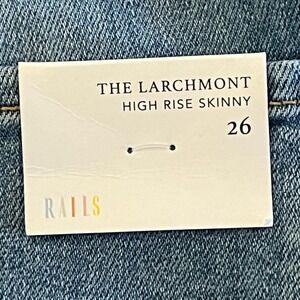 THE LARCHMONT
HIGH RISE SKINNY
26
RAILS